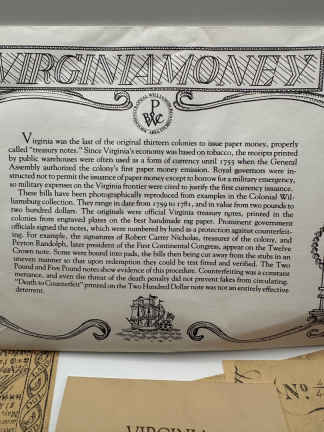 VIRGINIA MONEY
Virginia was the last of the original thirteen colonies to issue paper money, properly
called "treasury notes." Since Virginia's economy was based on tobacco, the receipts printed
by public warehouses were often used as a form of currency until 1755 when the General
Assembly authorized the colony's first paper money emission. Royal governors were in-
structed not to permit the issuance of paper money except to borrow for a military emergency,
so military expenses on the Virginia frontier were cited to justify the first currency issuance.
These bills have been photographically reproduced from examples in the Colonial Wil-
liamsburg collection. They range in date from 1759 to 1781, and in value from two pounds to
two hundred dollars. The originals were official Virginia treasury notes, printed in the
colonies from engraved plates on the best handmade rag paper. Prominent government
officials signed the notes, which were numbered by hand as a protection against counterfeit-
ing. For example, the signatures of Robert Carter Nicholas, treasurer of the colony, and
Peyton Randolph, later president of the First Continental Congress, appear on the Twelve
Crown note. Some were bound into pads, the bills then being cut away from the stubs in an
uneven manner so that upon redemption they could be test fitted and verified. The Two
Pound and Five Pound notes show evidence of this procedure. Counterfeiting was a constant
menance, and even the threat of the death penalty did not prevent fakes from circulating.
"Death to Counterfeit" printed on the Two Hundred Dollar note was not an entirely effective
deterrent.
VIRGINIA
No.